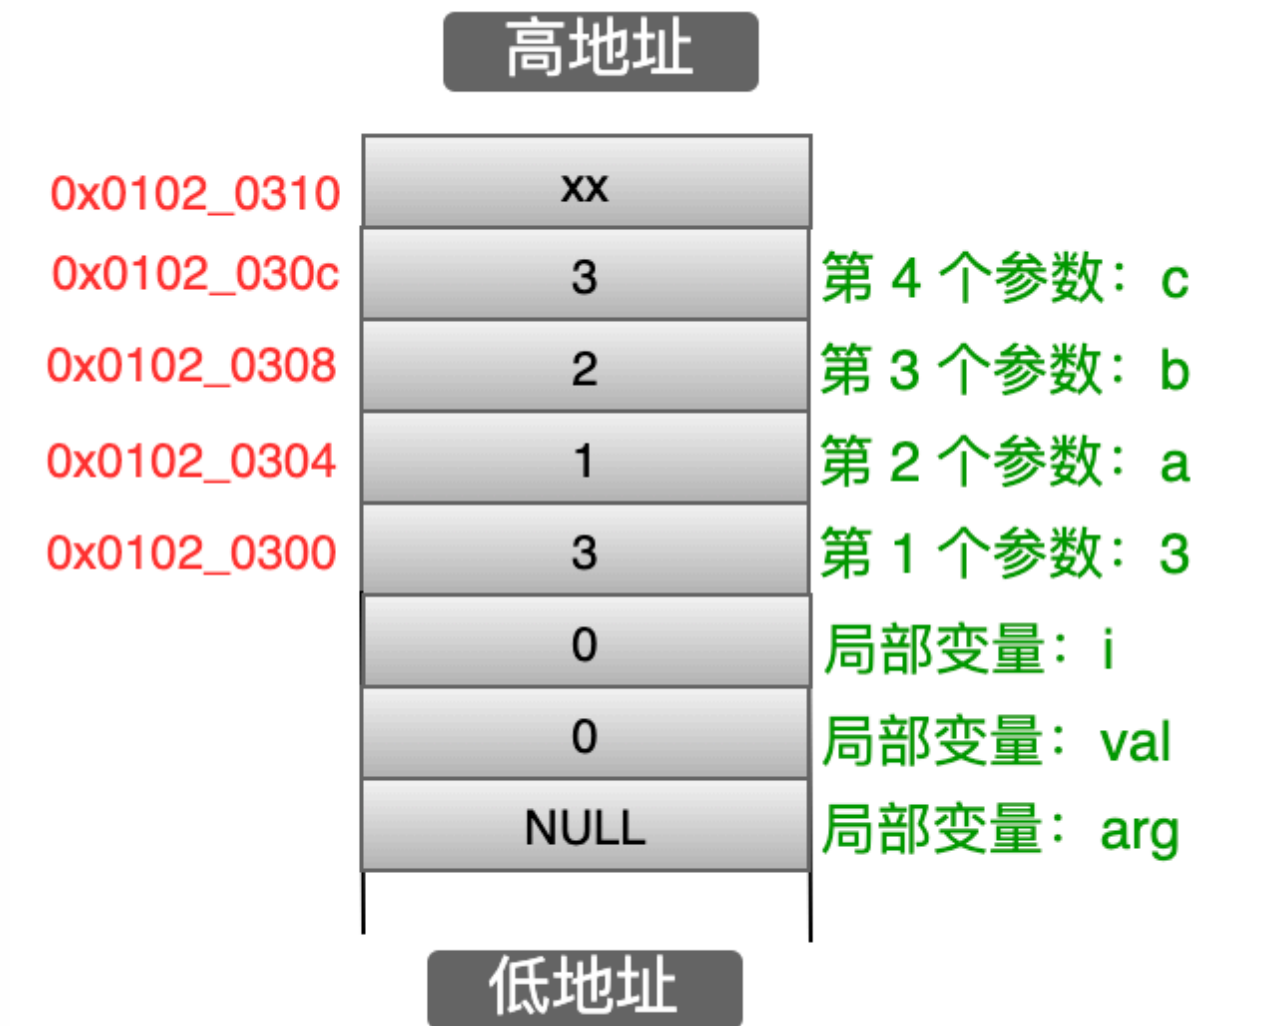 高地址
0x0102_0310 xx
0x0102_030c 3 第 4 个参数：c
0x0102_0308 2 第 3 个参数：b
0x0102_0304 1 第 2 个参数：a
0x0102_0300 3 第 1 个参数：3
0 局部变量：i
0 局部变量：val
NULL 局部变量：arg
低地址